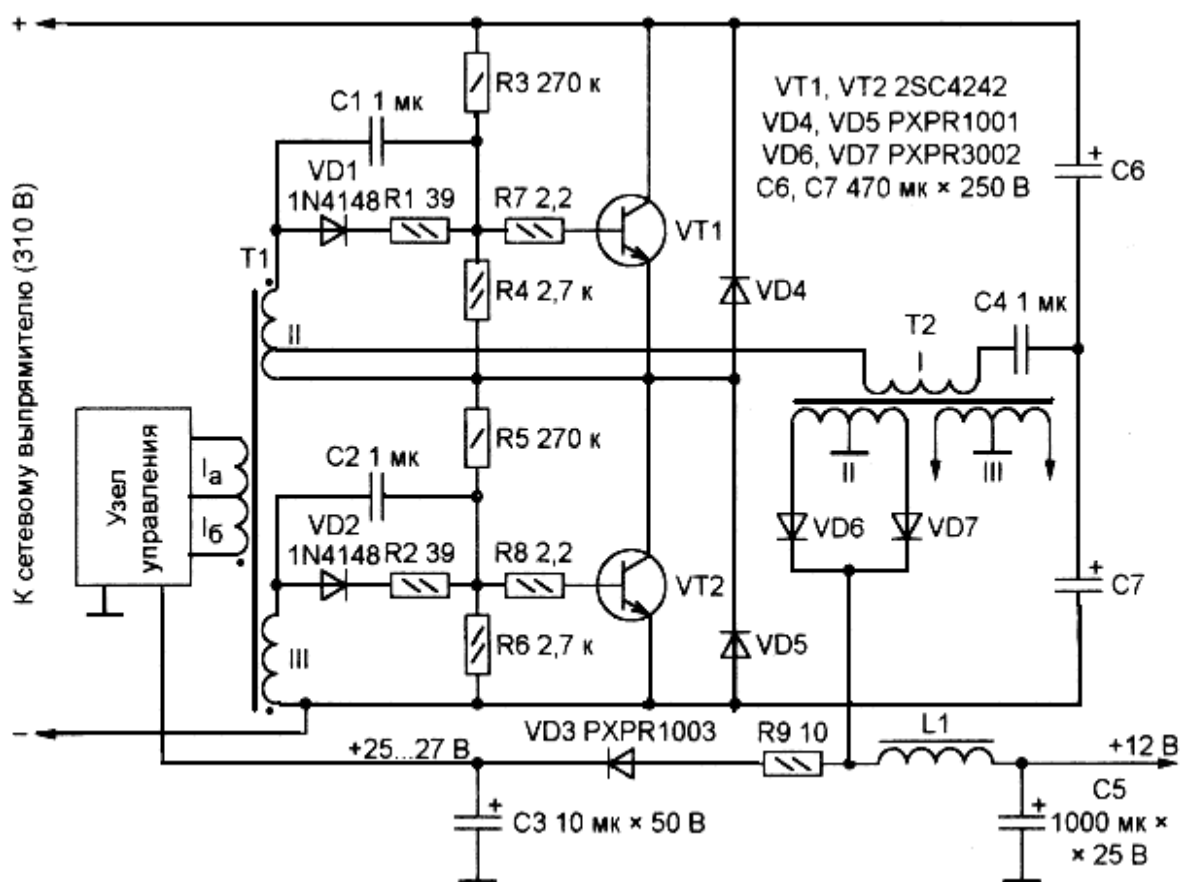 +
К сетевому выпрямителю (310 В)
−
Узел
управления
Iа
Iб
T1
II
III
C1 1 мк
VD1
1N4148
R1 39
R3 270 к
R7 2,2
VT1
R4 2,7 к
VD4
R5 270 к
C2 1 мк
VD2
1N4148
R2 39
R8 2,2
VT2
R6 2,7 к
VD5
VT1, VT2 2SC4242
VD4, VD5 PXPR1001
VD6, VD7 PXPR3002
C6, C7 470 мк × 250 В
+
C6
C4 1 мк
T2
I
II
III
VD6
VD7
+
C7
VD3 PXPR1003
R9 10
L1
+25...27 В
+12 В
+
C3 10 мк × 50 В
+
C5
1000 мк ×
× 25 В